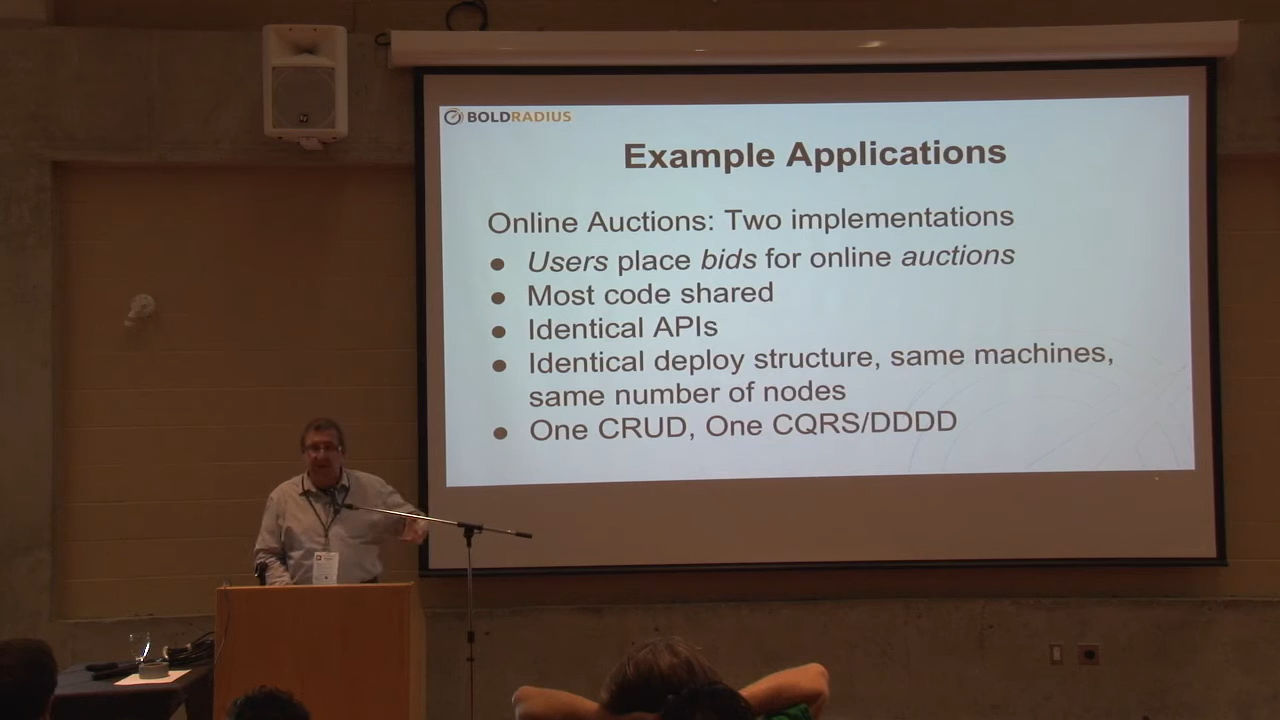 BOLDRADIUS
Example Applications
Online Auctions: Two implementations
● Users place bids for online auctions
● Most code shared
● Identical APIs
● Identical deploy structure, same machines,
same number of nodes
● One CRUD, One CQRS/DDDD